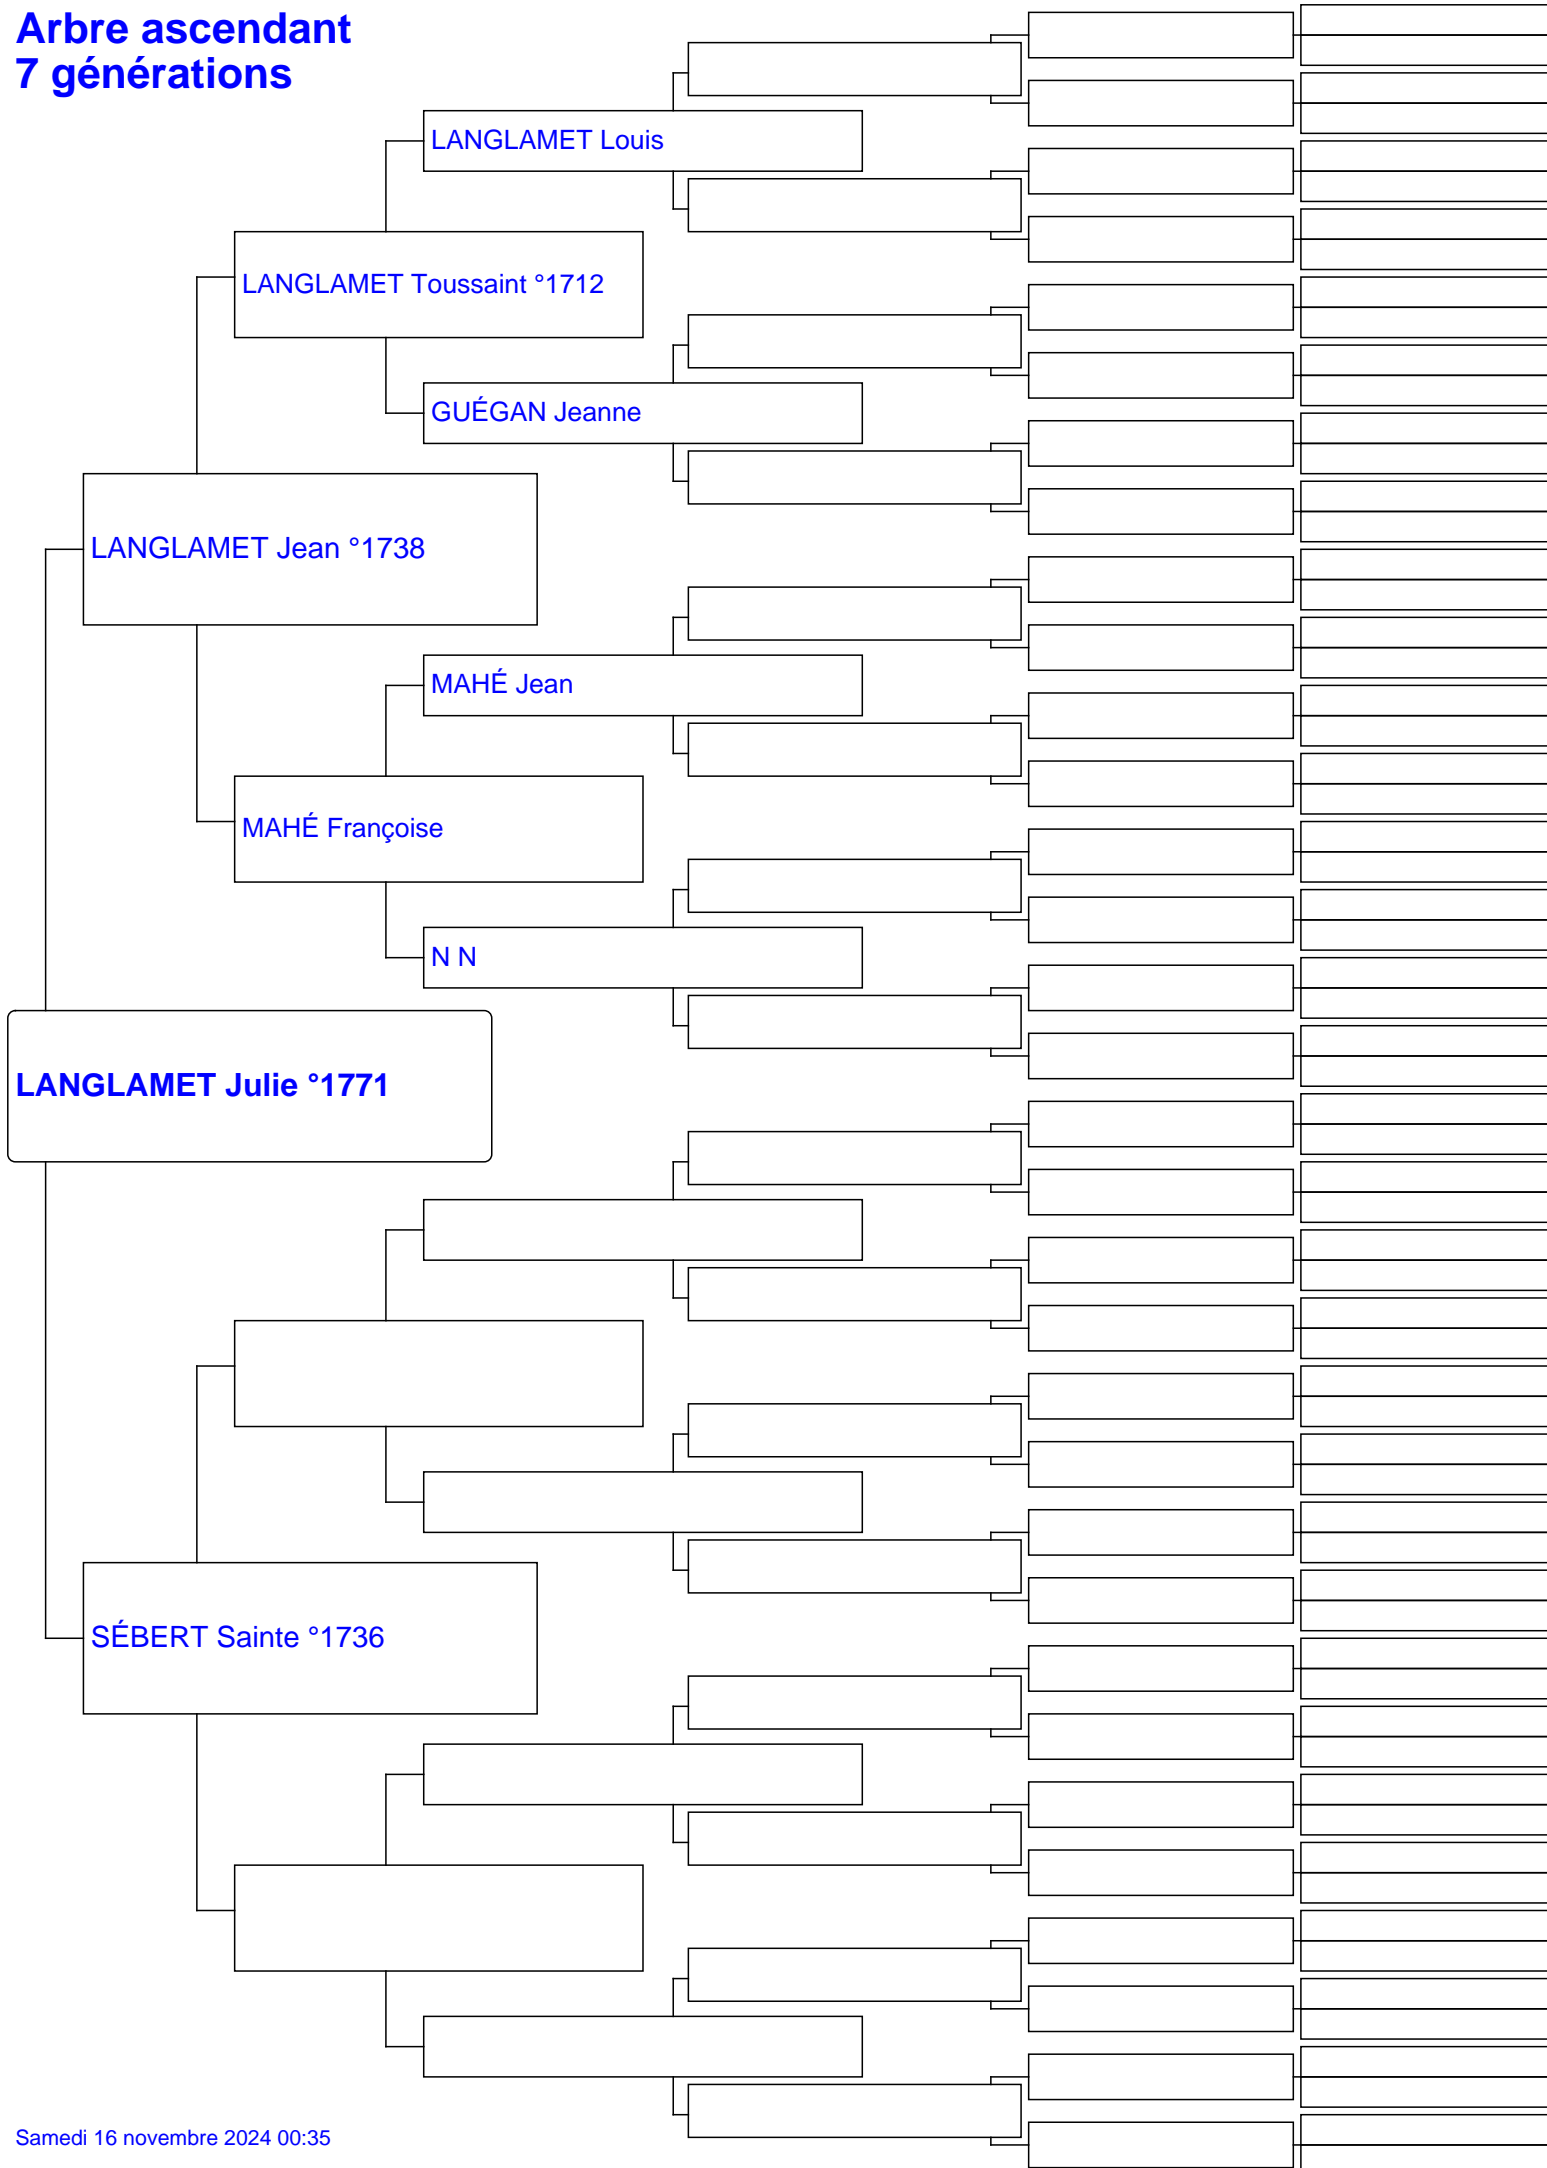 Arbre ascendant
7 générations
LANGLAMET Louis
LANGLAMET Toussaint °1712
GUÉGAN Jeanne
LANGLAMET Jean °1738
MAHÉ Jean
MAHÉ Françoise
N N
LANGLAMET Julie °1771
SÉBERT Sainte °1736
Samedi 16 novembre 2024 00:35